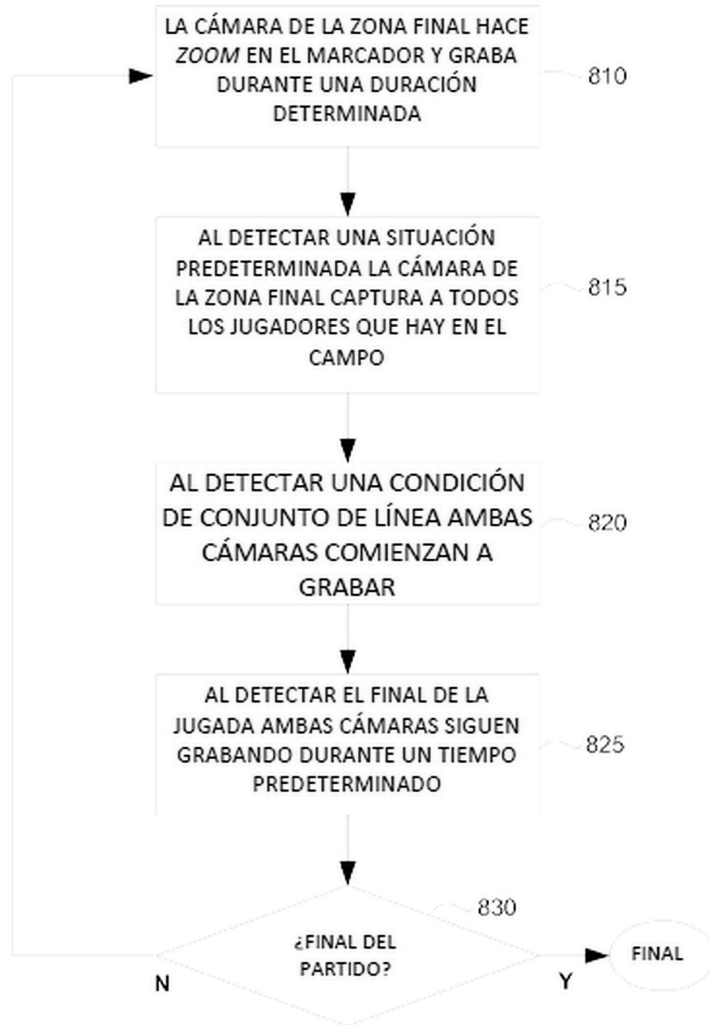 LA CÁMARA DE LA ZONA FINAL HACE
ZOOM EN EL MARCADOR Y GRABA
DURANTE UNA DURACIÓN
DETERMINADA
810
AL DETECTAR UNA SITUACIÓN
PREDETERMINADA LA CÁMARA DE
LA ZONA FINAL CAPTURA A TODOS
LOS JUGADORES QUE HAY EN EL
CAMPO
815
AL DETECTAR UNA CONDICIÓN
DE CONJUNTO DE LÍNEA AMBAS
CÁMARAS COMIENZAN A
GRABAR
820
AL DETECTAR EL FINAL DE LA
JUGADA AMBAS CÁMARAS SIGUEN
GRABANDO DURANTE UN TIEMPO
PREDETERMINADO
825
830
¿FINAL DEL
PARTIDO?
N
Y
FINAL